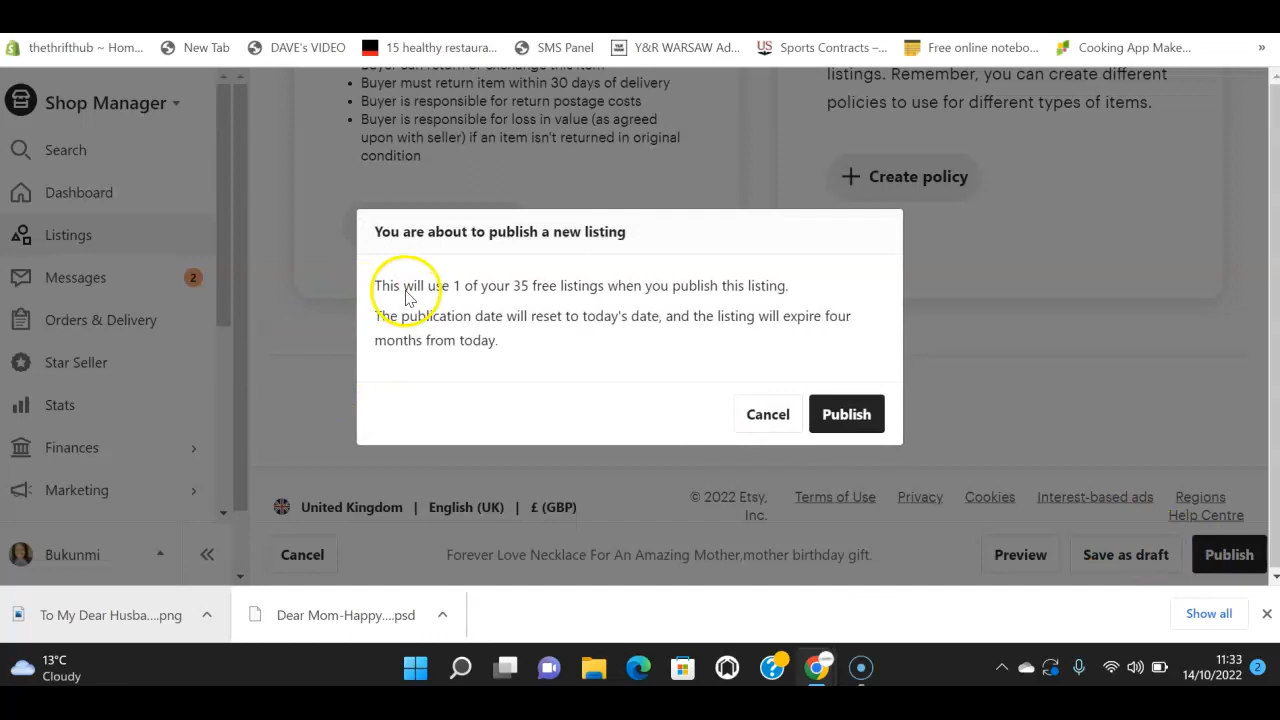 thethrifthub ~ Hom...
New Tab
DAVE's VIDEO
15 healthy restaura...
SMS Panel
Y&R WARSAW Ad...
US
Sports Contracts –...
Free online notebo...
Cooking App Make...
»
Shop Manager
Search
Dashboard
Listings
Messages
2
Orders & Delivery
Star Seller
Stats
Finances
Marketing
Bukunmi
Buyer can return or exchange this item
Buyer must return item within 30 days of delivery
Buyer is responsible for return postage costs
Buyer is responsible for loss in value (as agreed
upon with seller) if an item isn't returned in original
condition
listings. Remember, you can create different
policies to use for different types of items.
+ Create policy
You are about to publish a new listing
This will use 1 of your 35 free listings when you publish this listing.
The publication date will reset to today's date, and the listing will expire four
months from today.
Cancel
Publish
United Kingdom | English (UK) | £ (GBP)
© 2022 Etsy,
Inc.
Terms of Use
Privacy
Cookies
Interest-based ads
Regions
Help Centre
Cancel
Forever Love Necklace For An Amazing Mother,mother birthday gift.
Preview
Save as draft
Publish
To My Dear Husba....png
Dear Mom-Happy....psd
Show all
13°C
Cloudy
11:33
14/10/2022
2